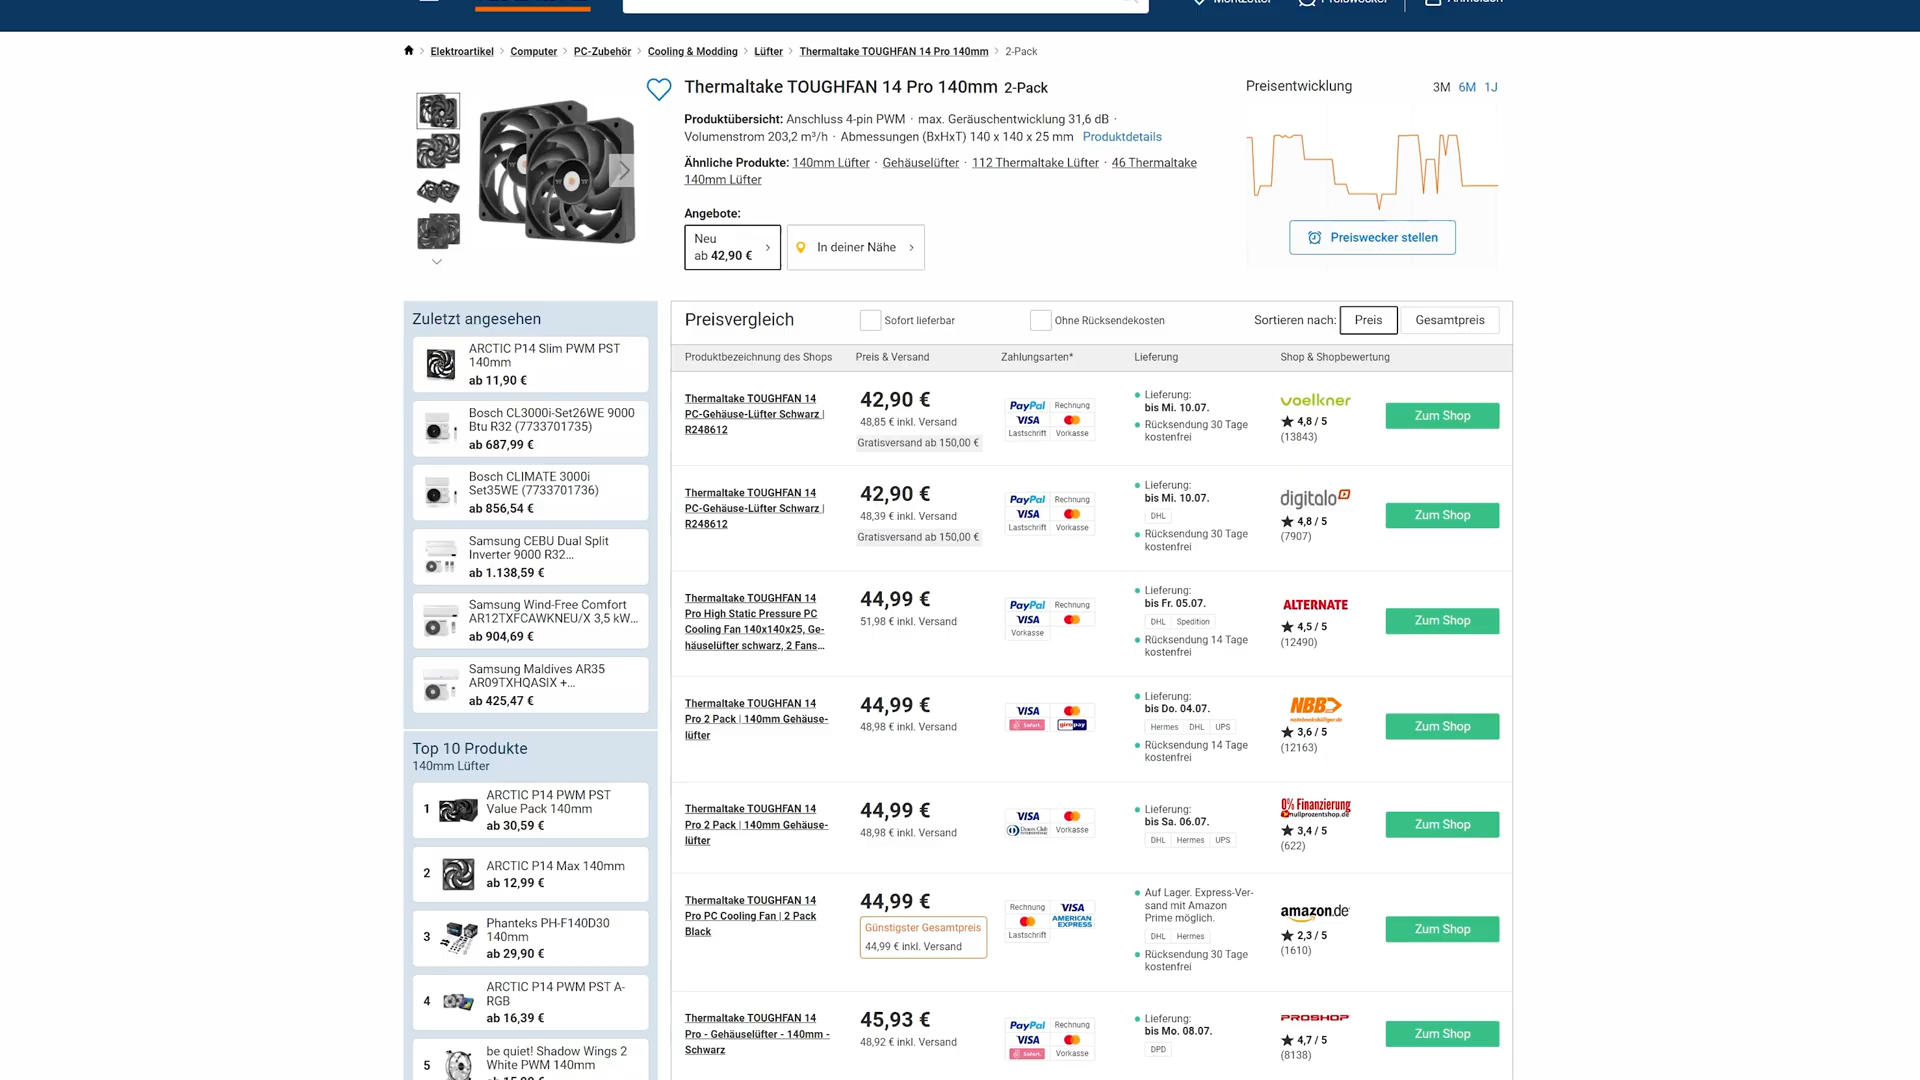 Elektroartikel > Computer > PC-Zubehör > Cooling & Modding > Lüfter > Thermaltake TOUGHFAN 14 Pro 140mm > 2-Pack
Thermaltake TOUGHFAN 14 Pro 140mm 2-Pack
Produktübersicht: Anschluss 4-pin PWM · max. Geräuschentwicklung 31,6 dB ·
Volumenstrom 203,2 m³/h · Abmessungen (BxHxT) 140 x 140 x 25 mm Produktdetails
Ähnliche Produkte: 140mm Lüfter · Gehäuselüfter · 112 Thermaltake Lüfter · 46 Thermaltake
140mm Lüfter
Angebote:
Neu
ab 42,90 €
In deiner Nähe
Preisentwicklung
3M 6M 1J
Preiswecker stellen
Zuletzt angesehen
ARCTIC P14 Slim PWM PST
140mm
ab 11,90 €
Bosch CL3000i-Set26WE 9000
Btu R32 (7733701735)
ab 687,99 €
Bosch CLIMATE 3000i
Set35WE (7733701736)
ab 856,54 €
Samsung CEBU Dual Split
Inverter 9000 R32...
ab 1.138,59 €
Samsung Wind-Free Comfort
AR12TXFCAWKNEU/X 3,5 kW...
ab 904,69 €
Samsung Maldives AR35
AR09TXHQASIX +...
ab 425,47 €
Top 10 Produkte
140mm Lüfter
1
ARCTIC P14 PWM PST
Value Pack 140mm
ab 30,59 €
2
ARCTIC P14 Max 140mm
ab 12,99 €
3
Phanteks PH-F140D30
140mm
ab 29,90 €
4
ARCTIC P14 PWM PST A-
RGB
ab 16,39 €
5
be quiet! Shadow Wings 2
White PWM 140mm
Preisvergleich
Sofort lieferbar
Ohne Rücksendekosten
Sortieren nach: Preis Gesamtpreis
Produktbezeichnung des Shops Preis & Versand Zahlungsarten* Lieferung Shop & Shopbewertung
Thermaltake TOUGHFAN 14
PC-Gehäuse-Lüfter Schwarz |
R248612
42,90 €
48,85 € inkl. Versand
Gratisversand ab 150,00 €
PayPal Rechnung
VISA
Lastschrift Vorkasse
Lieferung:
bis Mi. 10.07.
Rücksendung 30 Tage
kostenfrei
voelkner
4,8 / 5
(13843)
Zum Shop
Thermaltake TOUGHFAN 14
PC-Gehäuse-Lüfter Schwarz |
R248612
42,90 €
48,39 € inkl. Versand
Gratisversand ab 150,00 €
PayPal Rechnung
VISA
Lastschrift Vorkasse
Lieferung:
bis Mi. 10.07.
DHL
Rücksendung 30 Tage
kostenfrei
digitalo
4,8 / 5
(7907)
Zum Shop
Thermaltake TOUGHFAN 14
Pro High Static Pressure PC
Cooling Fan 140x140x25, Ge-
häuselüfter schwarz, 2 Fans...
44,99 €
51,98 € inkl. Versand
PayPal Rechnung
VISA
Vorkasse
Lieferung:
bis Fr. 05.07.
DHL Spedition
Rücksendung 14 Tage
kostenfrei
ALTERNATE
4,5 / 5
(12490)
Zum Shop
Thermaltake TOUGHFAN 14
Pro 2 Pack | 140mm Gehäuse-
lüfter
44,99 €
48,98 € inkl. Versand
VISA
Sofort. giropay
Lieferung:
bis Do. 04.07.
Hermes DHL UPS
Rücksendung 14 Tage
kostenfrei
NBB
notebooksbilliger.de
3,6 / 5
(12163)
Zum Shop
Thermaltake TOUGHFAN 14
Pro 2 Pack | 140mm Gehäuse-
lüfter
44,99 €
48,98 € inkl. Versand
VISA
Diners Club
Vorkasse
Lieferung:
bis Sa. 06.07.
DHL Hermes UPS
0% Finanzierung
nullprozentshop.de
3,4 / 5
(622)
Zum Shop
Thermaltake TOUGHFAN 14
Pro PC Cooling Fan | 2 Pack
Black
44,99 €
Günstigster Gesamtpreis
44,99 € inkl. Versand
Rechnung VISA
AMERICAN EXPRESS
Lastschrift
Auf Lager. Express-Ver-
sand mit Amazon
Prime möglich.
DHL Hermes
Rücksendung 30 Tage
kostenfrei
amazon.de
2,3 / 5
(1610)
Zum Shop
Thermaltake TOUGHFAN 14
Pro - Gehäuselüfter - 140mm -
Schwarz
45,93 €
48,92 € inkl. Versand
PayPal Rechnung
VISA
Sofort. Vorkasse
Lieferung:
bis Mo. 08.07.
DPD
PROSHOP
4,7 / 5
(8138)
Zum Shop